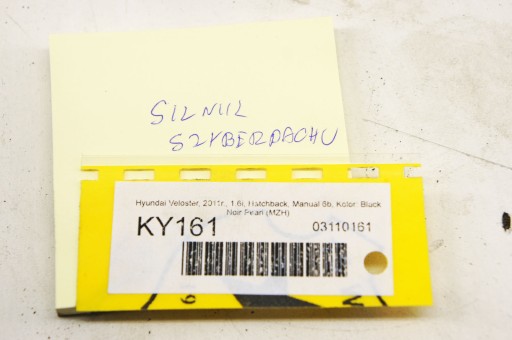 SILNIK
SZYBERDACHU
Hyundai Veloster, 2011r., 1.6i, Hatchback, Manual 6b, Kolor: Black
Noir Pearl (MZH)
KY161 03110161